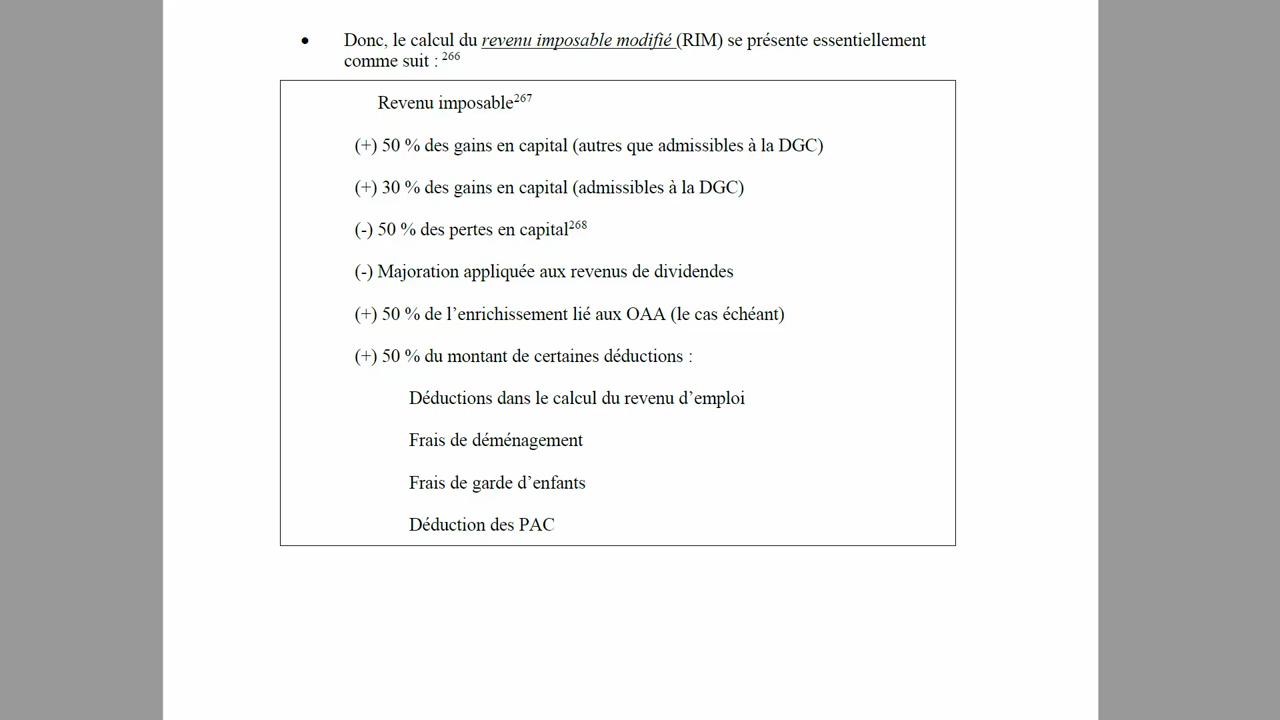 • Donc, le calcul du revenu imposable modifié (RIM) se présente essentiellement
comme suit : 266
Revenu imposable267
(+) 50 % des gains en capital (autres que admissibles à la DGC)
(+) 30 % des gains en capital (admissibles à la DGC)
(-) 50 % des pertes en capital268
(-) Majoration appliquée aux revenus de dividendes
(+) 50 % de l’enrichissement lié aux OAA (le cas échéant)
(+) 50 % du montant de certaines déductions :
Déductions dans le calcul du revenu d’emploi
Frais de déménagement
Frais de garde d’enfants
Déduction des PAC